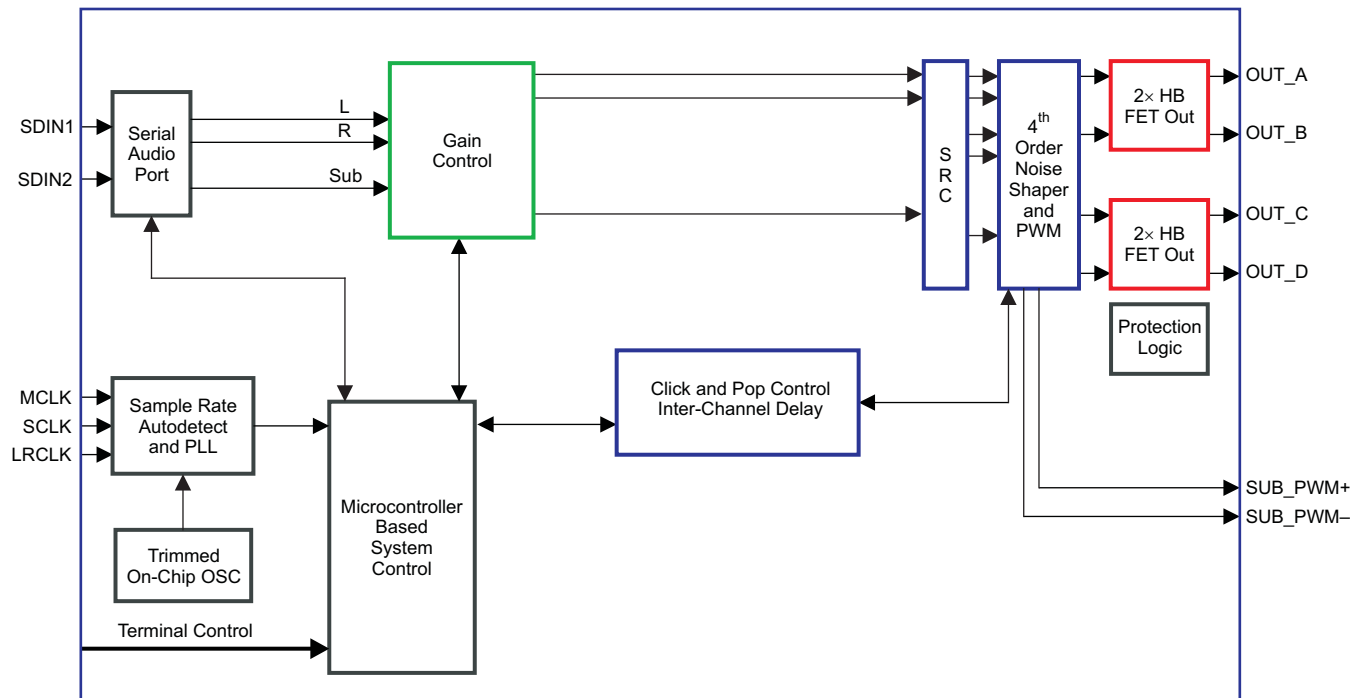 SDIN1
SDIN2
Serial
Audio
Port
L
R
Sub
Gain
Control
S
R
C
4th
Order
Noise
Shaper
and
PWM
2× HB
FET Out
OUT_A
OUT_B
2× HB
FET Out
OUT_C
OUT_D
Protection
Logic
MCLK
SCLK
LRCLK
Sample Rate
Autodetect
and PLL
Click and Pop Control
Inter-Channel Delay
Microcontroller
Based
System
Control
SUB_PWM+
SUB_PWM–
Trimmed
On-Chip OSC
Terminal Control